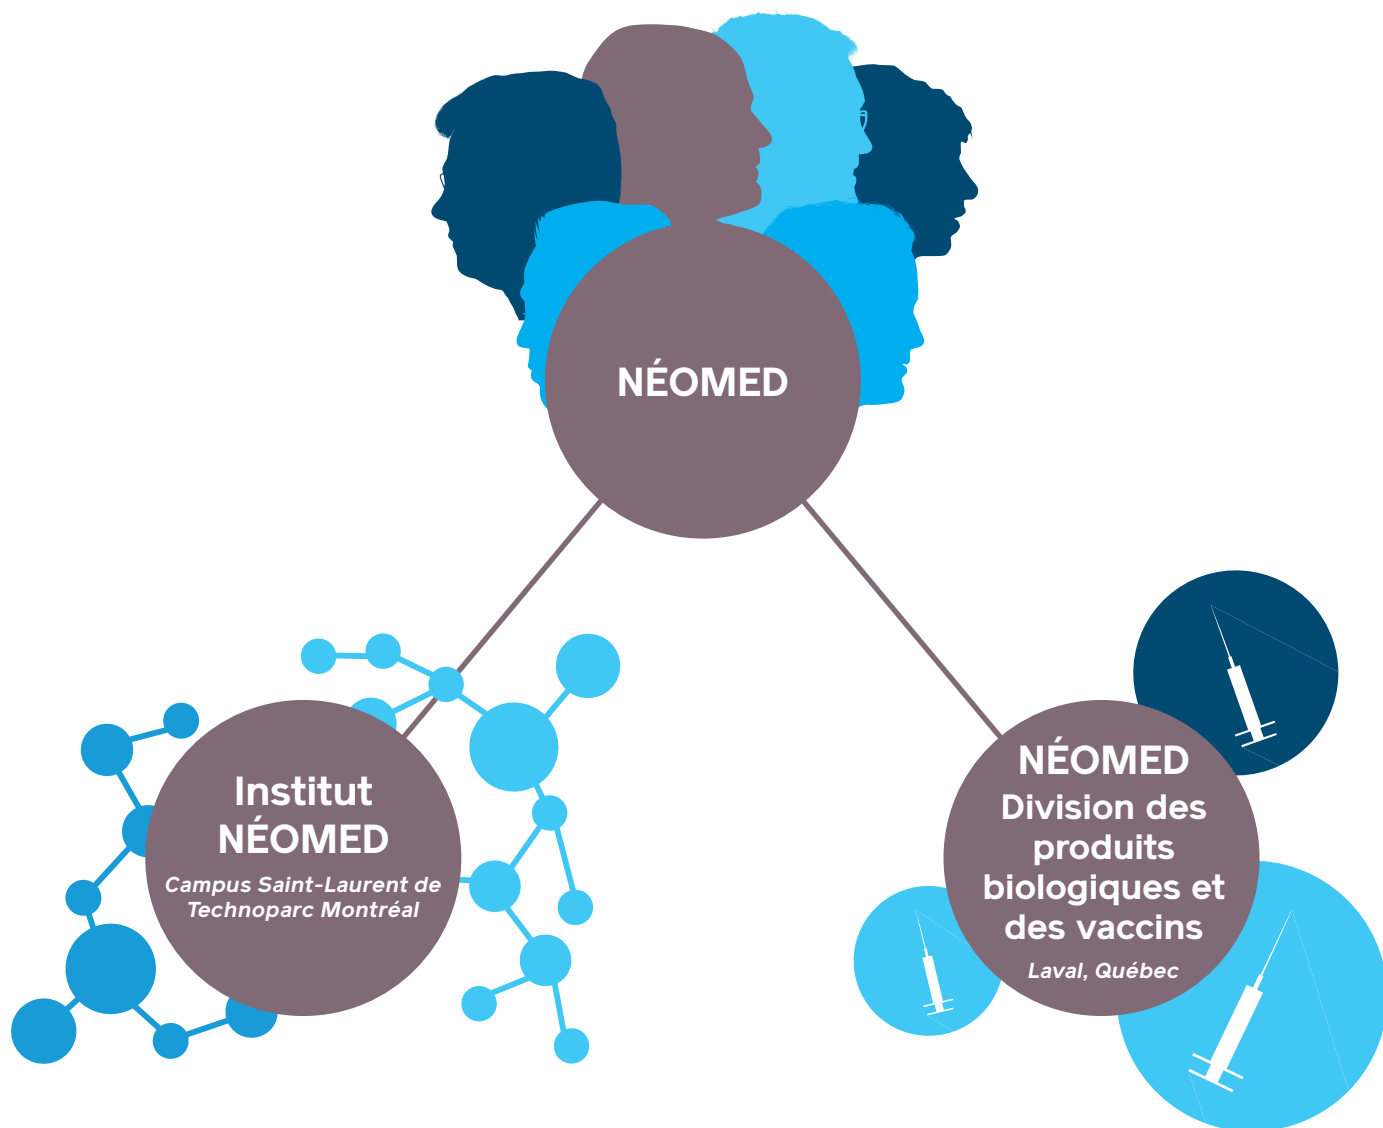 NÉOMED
Institut
NÉOMED
Campus Saint-Laurent de
Technoparc Montréal
NÉOMED
Division des
produits
biologiques et
des vaccins
Laval, Québec